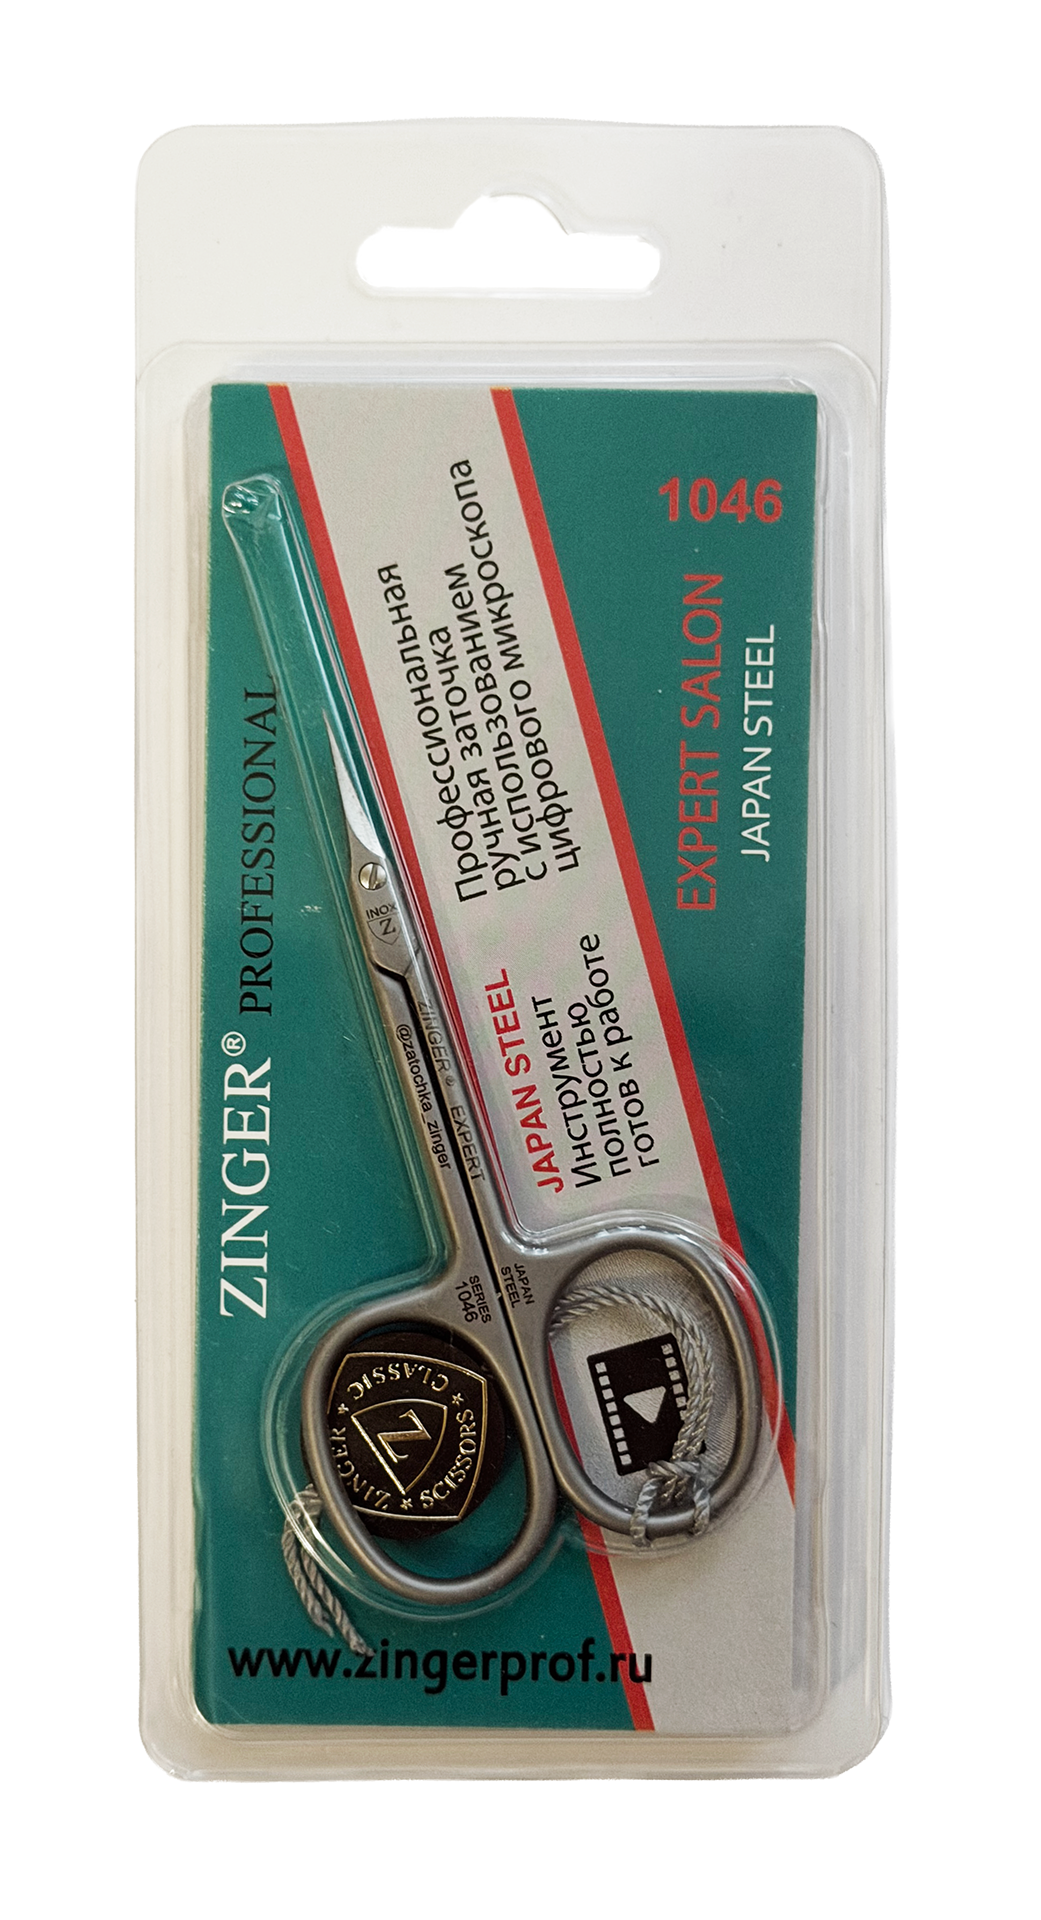 1046
EXPERT SALON
JAPAN STEEL
ZINGER® PROFESSIONAL
Профессиональная
ручная заточка
с использованием
цифрового микроскопа
JAPAN STEEL
Инструмент
полностью
готов к работе
INOX
Z
ZINGER® EXPERT
@zatochka_zinger
SERIES
1046
JAPAN
STEEL
ZINGER * CLASSIC * SCISSORS *
Z
www.zingerprof.ru